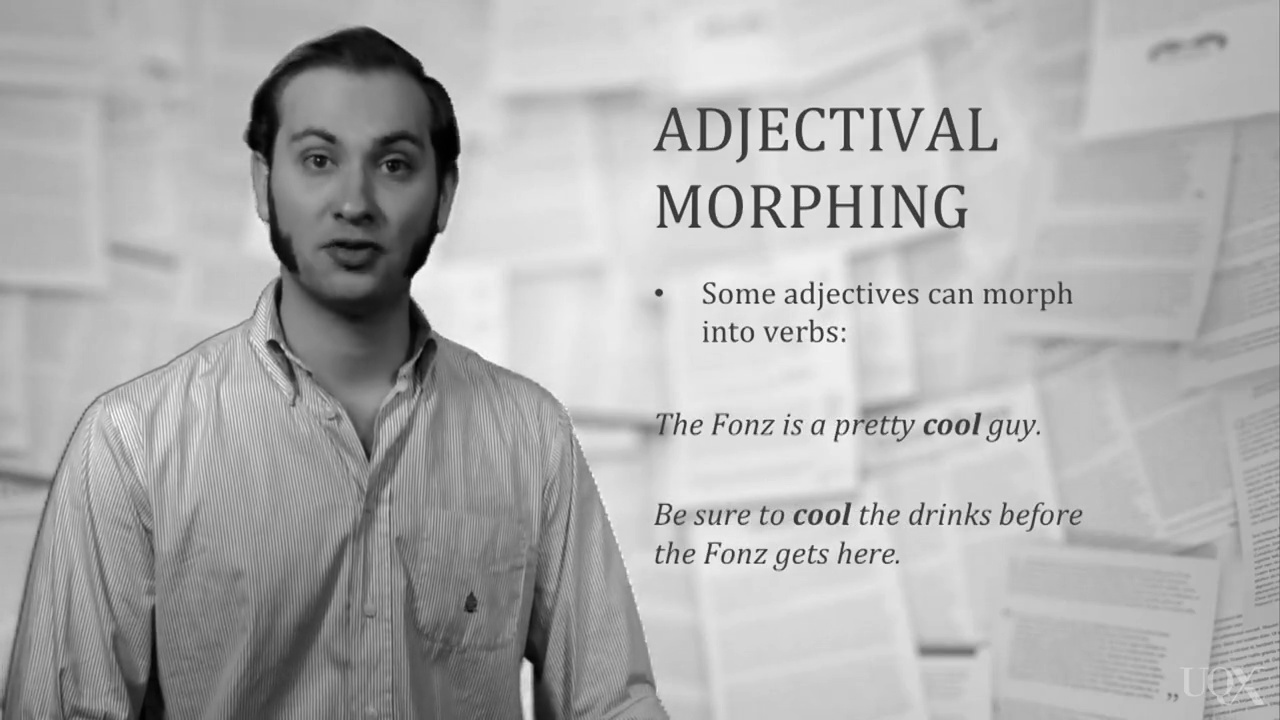 ADJECTIVAL
MORPHING
• Some adjectives can morph
into verbs:
The Fonz is a pretty cool guy.
Be sure to cool the drinks before
the Fonz gets here.
UQX